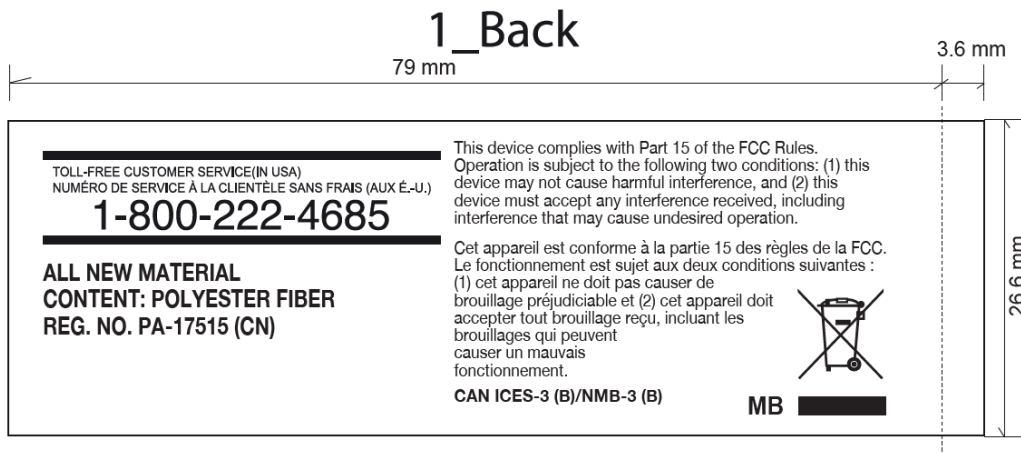 1_Back
79 mm
3.6 mm
TOLL-FREE CUSTOMER SERVICE(IN USA)
NUMÉRO DE SERVICE À LA CLIENTÈLE SANS FRAIS (AUX É.-U.)
1-800-222-4685
ALL NEW MATERIAL
CONTENT: POLYESTER FIBER
REG. NO. PA-17515 (CN)
This device complies with Part 15 of the FCC Rules.
Operation is subject to the following two conditions: (1) this
device may not cause harmful interference, and (2) this
device must accept any interference received, including
interference that may cause undesired operation.
Cet appareil est conforme à la partie 15 des règles de la FCC.
Le fonctionnement est sujet aux deux conditions suivantes :
(1) cet appareil ne doit pas causer de
brouillage préjudiciable et (2) cet appareil doit
accepter tout brouillage reçu, incluant les
brouillages qui peuvent
causer un mauvais
fonctionnement.
CAN ICES-3 (B)/NMB-3 (B)
MB
26.6 mm